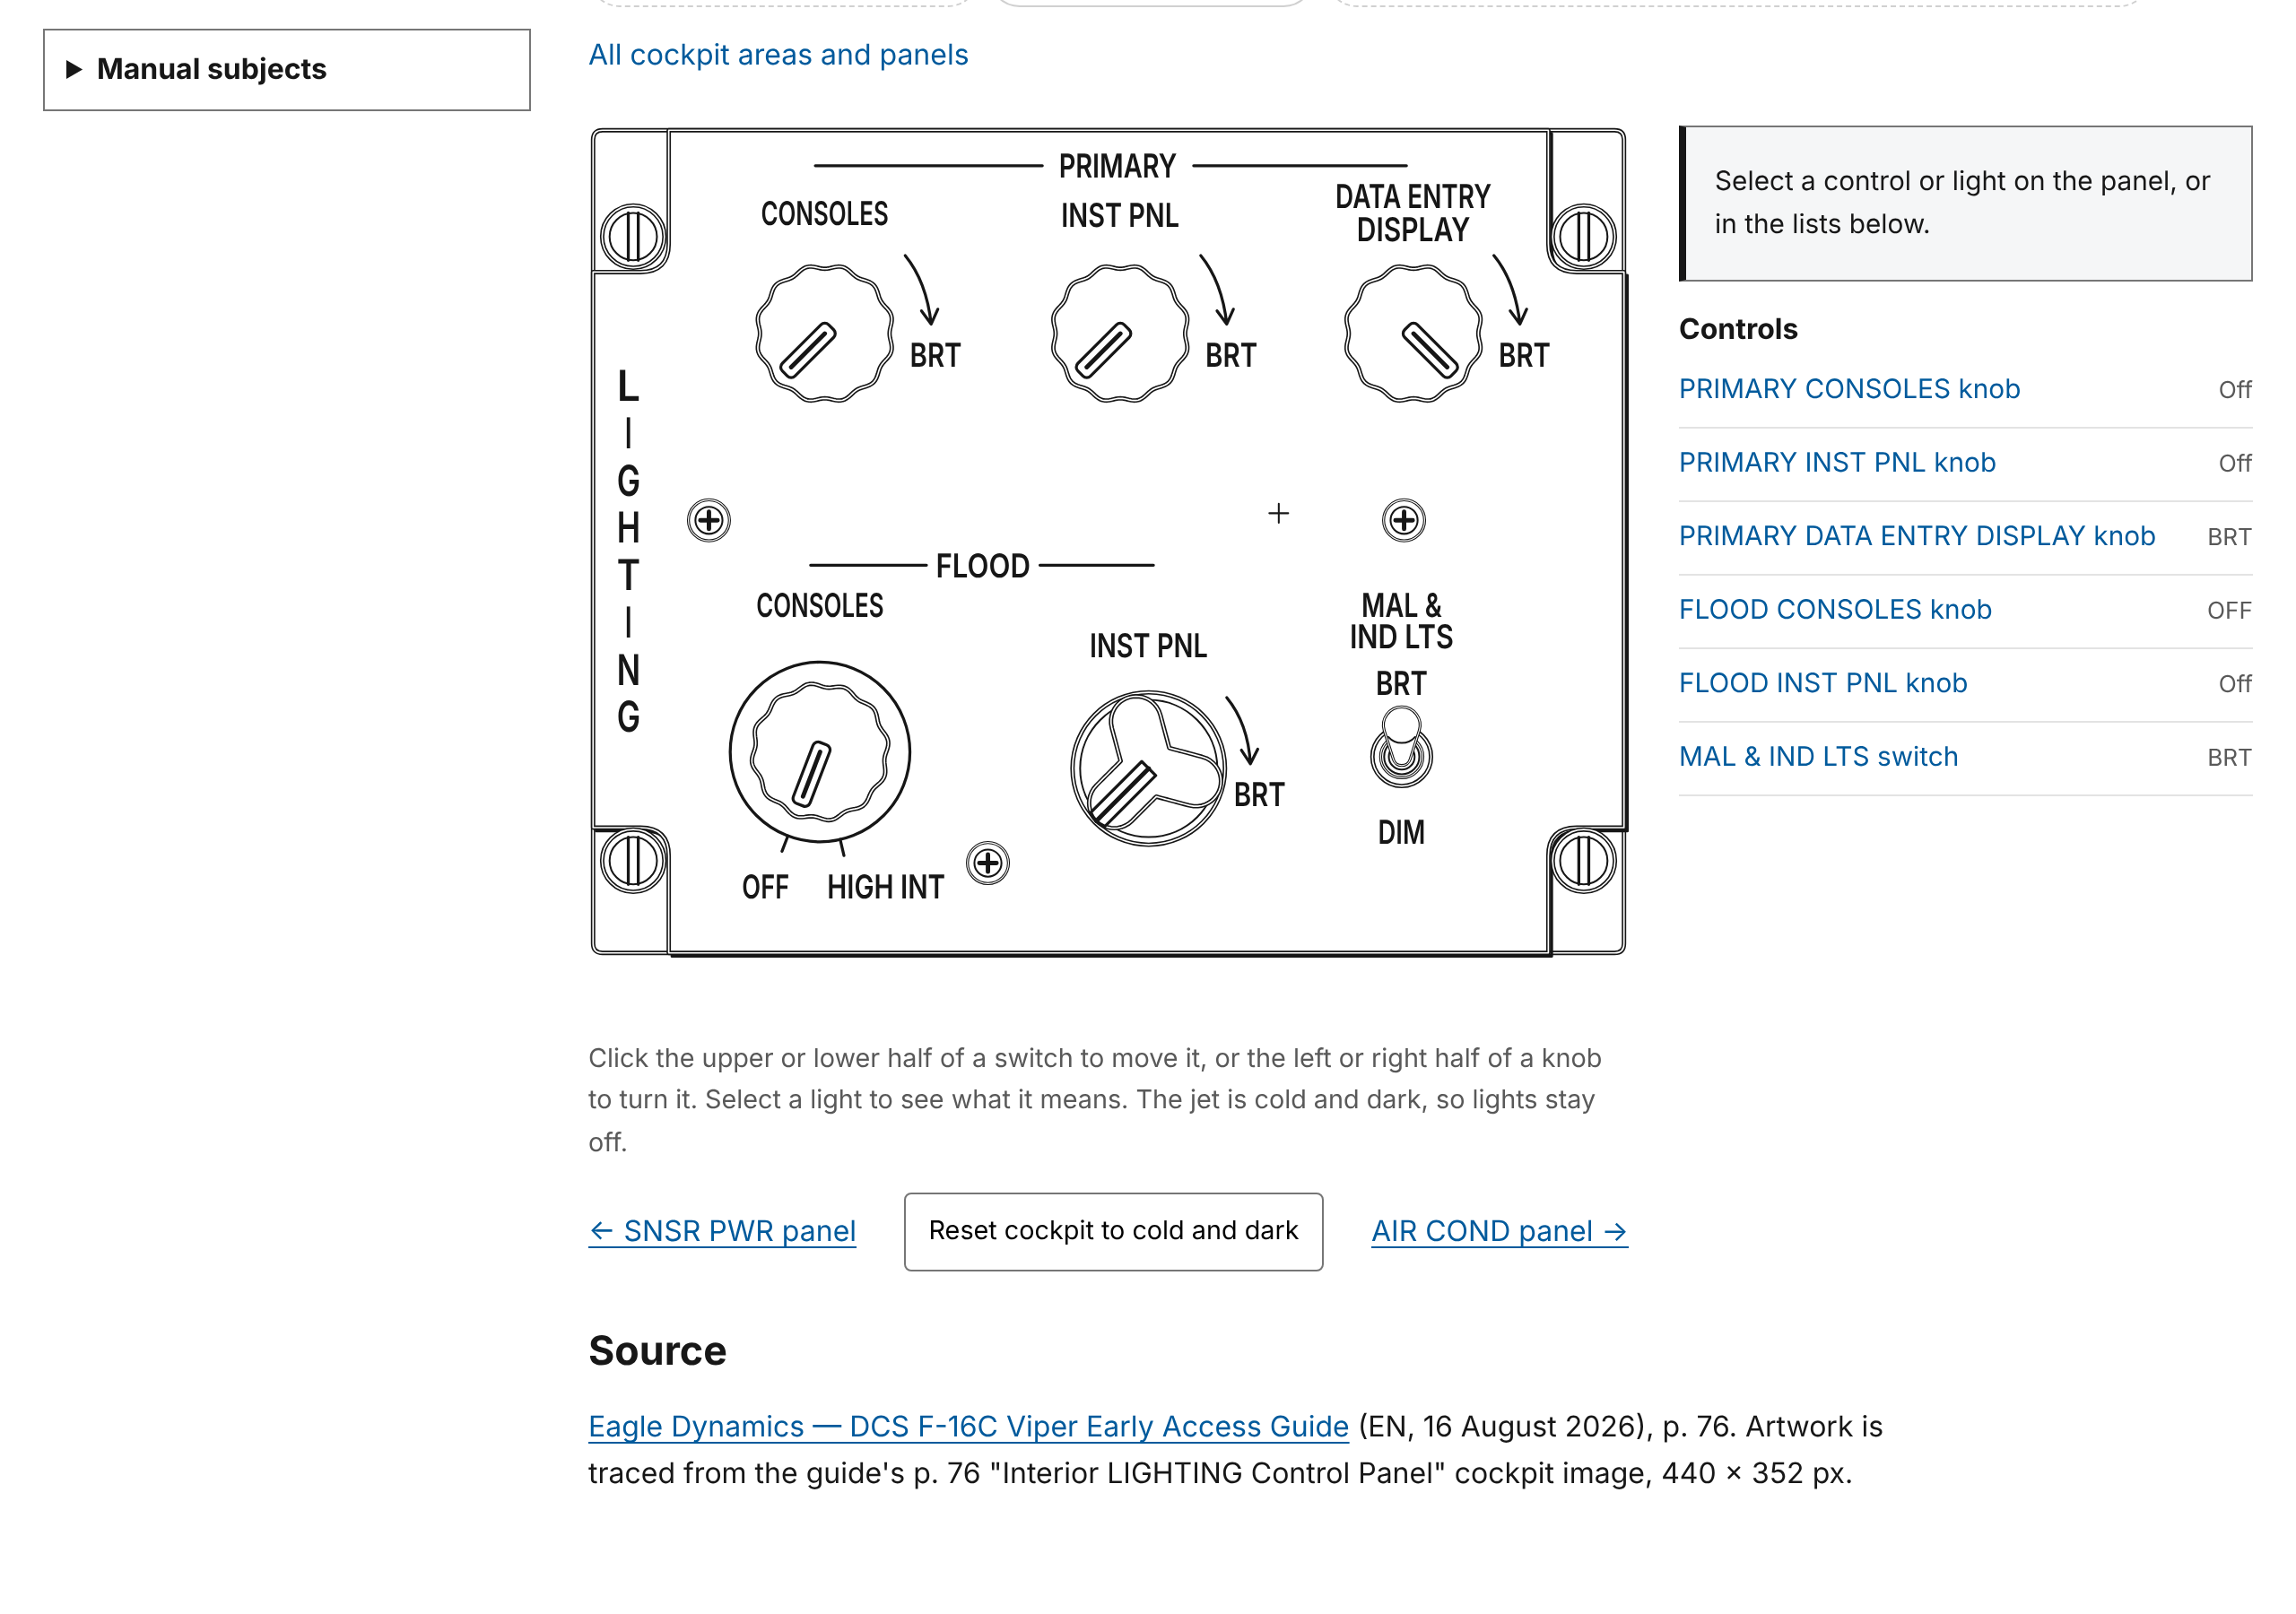 Manual subjects
All cockpit areas and panels
PRIMARY
CONSOLES
INST PNL
DATA ENTRY
DISPLAY
BRT
BRT
BRT
LIGHTING
FLOOD
CONSOLES
INST PNL
MAL &
IND LTS
BRT
BRT
DIM
OFF
HIGH INT
Select a control or light on the panel, or
in the lists below.
Controls
PRIMARY CONSOLES knob Off
PRIMARY INST PNL knob Off
PRIMARY DATA ENTRY DISPLAY knob BRT
FLOOD CONSOLES knob OFF
FLOOD INST PNL knob Off
MAL & IND LTS switch BRT
Click the upper or lower half of a switch to move it, or the left or right half of a knob
to turn it. Select a light to see what it means. The jet is cold and dark, so lights stay
off.
← SNSR PWR panel
Reset cockpit to cold and dark
AIR COND panel →
Source
Eagle Dynamics — DCS F-16C Viper Early Access Guide (EN, 16 August 2026), p. 76. Artwork is
traced from the guide's p. 76 "Interior LIGHTING Control Panel" cockpit image, 440 × 352 px.